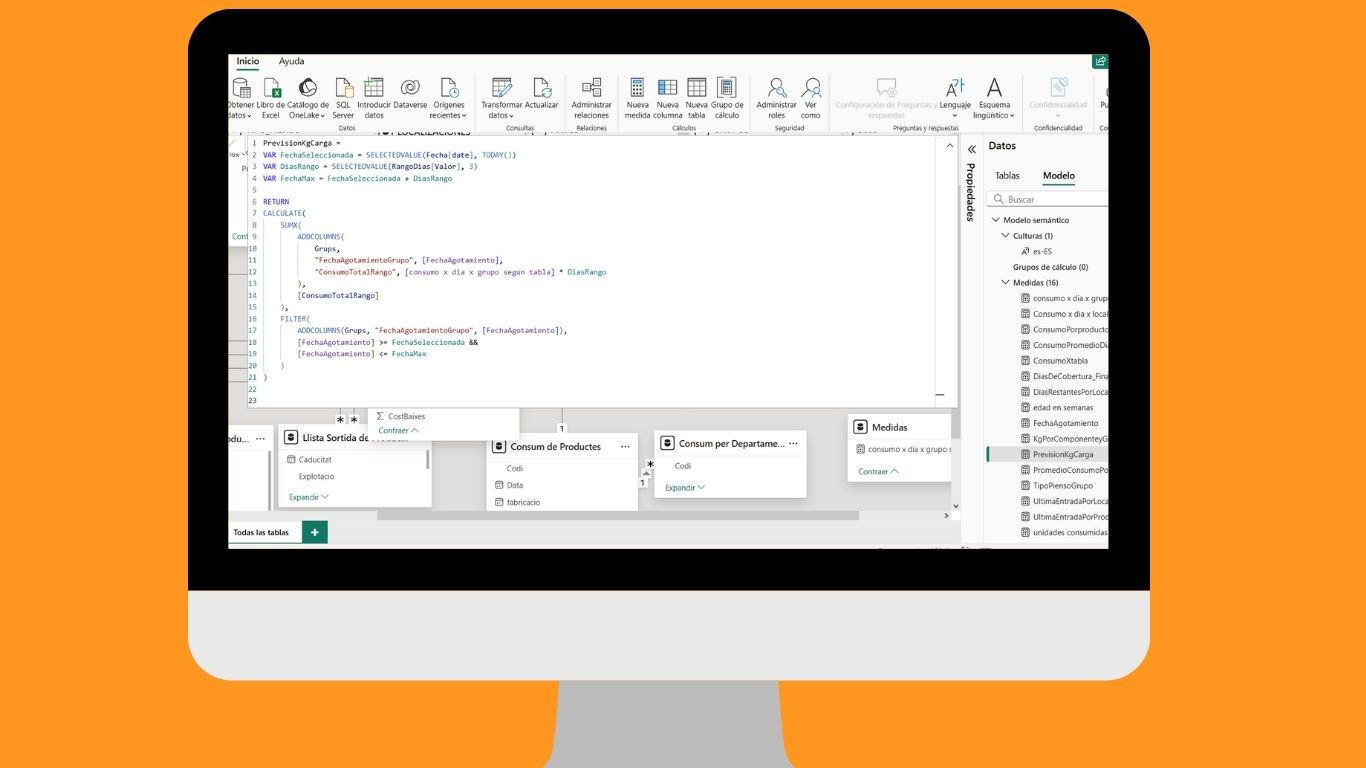 Inicio Ayuda
Obtener datos Libro de Excel Catálogo de OneLake SQL Server Introducir datos Dataverse Orígenes recientes
Datos
Transformar datos Actualizar
Consultas
Administrar relaciones
Relaciones
Nueva medida Nueva columna Nueva tabla Grupo de cálculo
Cálculos
Administrar roles Ver como
Seguridad
Configuración de Preguntas y respuestas Lenguaje Esquema lingüístico
Preguntas y respuestas
Confidencialidad
Confidencialidad
LOCALIZACIONES
1 PrevisionKgCarga =
2 VAR FechaSeleccionada = SELECTEDVALUE(Fecha[date], TODAY())
3 VAR DiasRango = SELECTEDVALUE(RangoDias[Valor], 3)
4 VAR FechaMax = FechaSeleccionada + DiasRango
5
6 RETURN
7 CALCULATE(
8 SUMX(
9 ADDCOLUMNS(
10 Grups,
11 "FechaAgotamientoGrupo", [FechaAgotamiento],
12 "ConsumoTotalRango", [consumo x dia x grupo segun tabla] * DiasRango
13 ),
14 [ConsumoTotalRango]
15 ),
16 FILTER(
17 ADDCOLUMNS(Grups, "FechaAgotamientoGrupo", [FechaAgotamiento]),
18 [FechaAgotamiento] >= FechaSeleccionada &&
19 [FechaAgotamiento] <= FechaMax
20 )
21 )
22
23
Σ CostBaixes
Contraer
Llista Sortida de
Caducitat
Explotacio
Expandir
1
Consum de Productes ...
Codi
Data
fabricacio
*
1
Consum per Departame... ...
Codi
Expandir
Medidas
consumo x dia x grupo s
Contraer
Todas las tablas +
Propiedades
Datos
Tablas Modelo
Buscar
Modelo semántico
Culturas (1)
es-ES
Grupos de cálculo (0)
Medidas (16)
consumo x dia x grup
Consumo x dia x local
ConsumoPorproducto
ConsumoPromedioDi
ConsumoXtabla
DiasDeCobertura_Fina
DiasRestantesPorLoca
edad en semanas
FechaAgotamiento
KgPorComponenteyG
PrevisionKgCarga
PromedioConsumoPo
TipoPiensoGrupo
UltimaEntradaPorLoca
UltimaEntradaPorProd
unidades consumidas